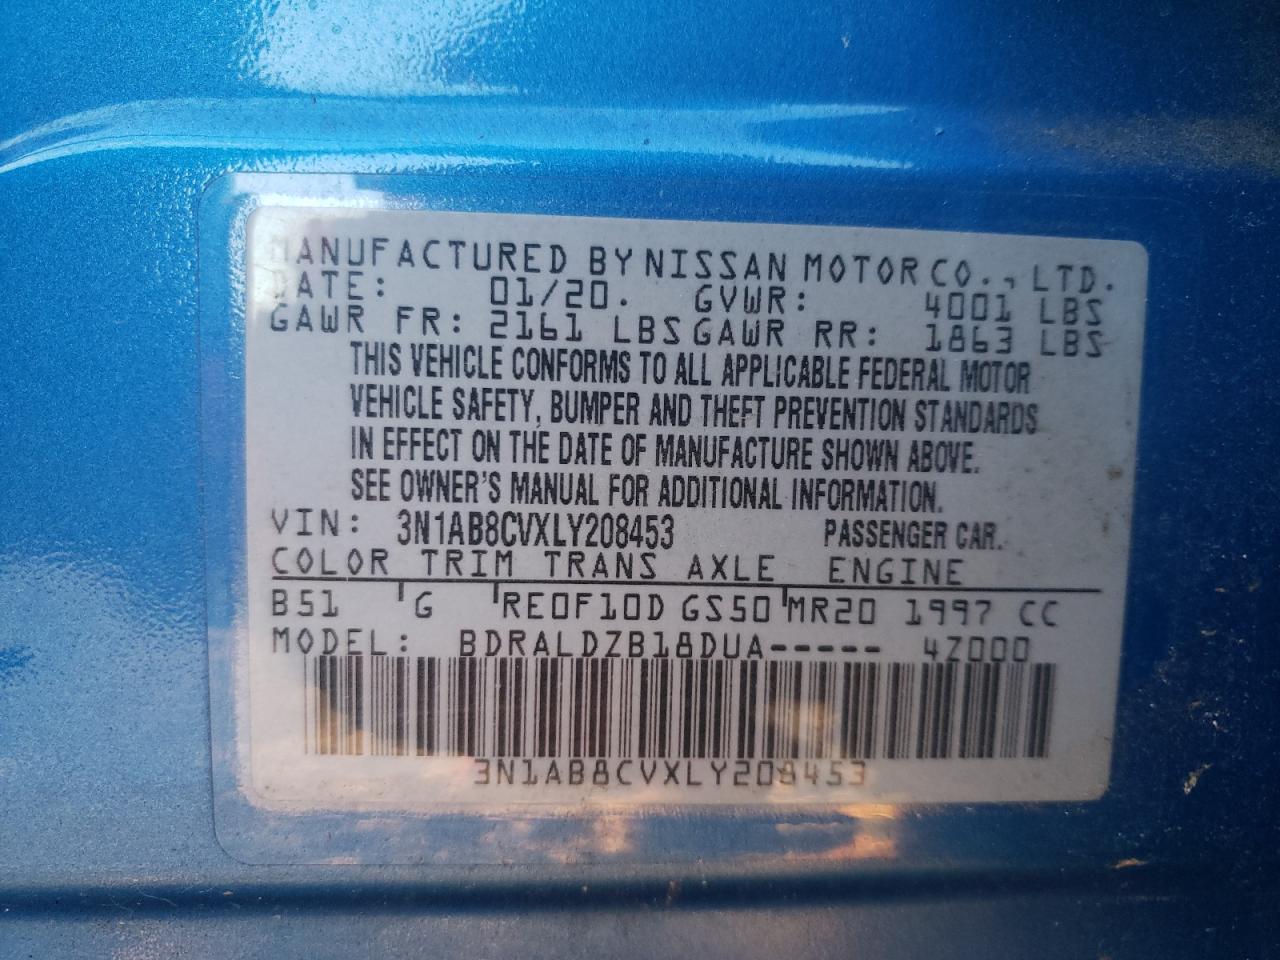 MANUFACTURED BY NISSAN MOTOR CO., LTD.
DATE: 01/20. GVWR: 4001 LBS
GAWR FR: 2161 LBS GAWR RR: 1863 LBS
THIS VEHICLE CONFORMS TO ALL APPLICABLE FEDERAL MOTOR
VEHICLE SAFETY, BUMPER AND THEFT PREVENTION STANDARDS
IN EFFECT ON THE DATE OF MANUFACTURE SHOWN ABOVE.
SEE OWNER'S MANUAL FOR ADDITIONAL INFORMATION.
VIN: 3N1AB8CVXLY208453 PASSENGER CAR.
COLOR TRIM TRANS AXLE ENGINE
B51 G RE0F10D GS50 MR20 1997 CC
MODEL: BDRALDZB18DUA----- 4Z000
3N1AB8CVXLY208453